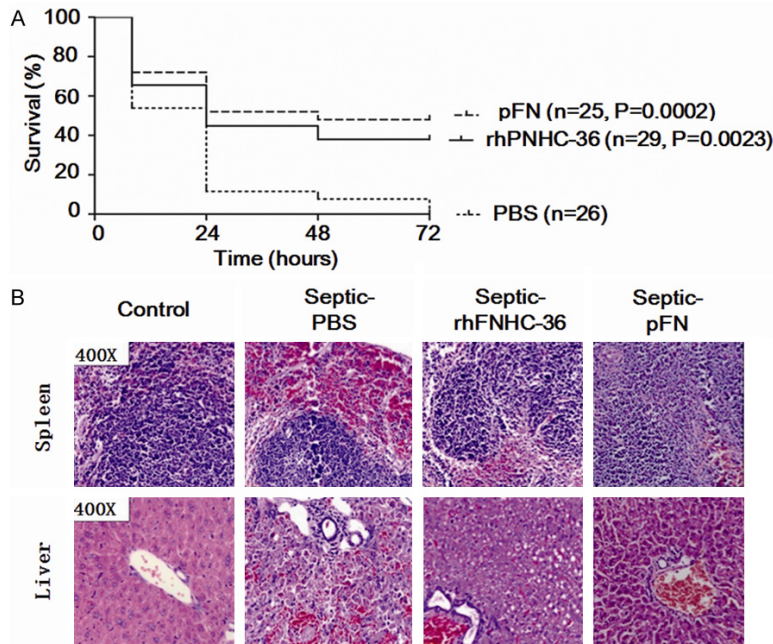 A
100
80
60
40
20
0
Survival (%)
0 24 48 72
Time (hours)
pFN (n=25, P=0.0002)
rhPNHC-36 (n=29, P=0.0023)
PBS (n=26)
B
Control
Septic-
PBS
Septic-
rhFNHC-36
Septic-
pFN
Spleen
400X
Liver
400X